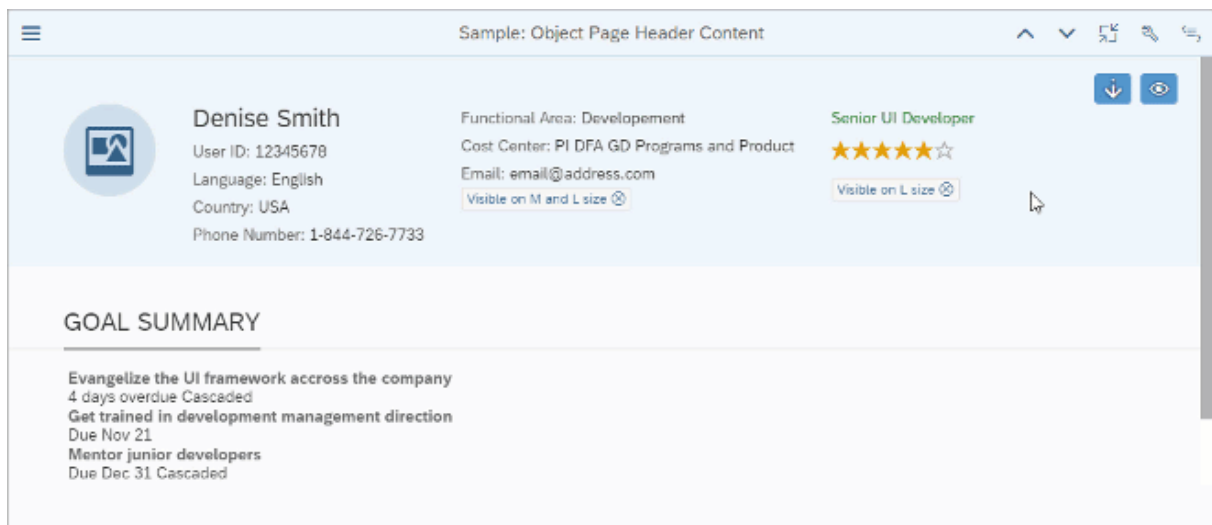 Sample: Object Page Header Content
Denise Smith
User ID: 12345678
Language: English
Country: USA
Phone Number: 1-844-726-7733
Functional Area: Developement
Cost Center: PI DFA GD Programs and Product
Email: email@address.com
Visible on M and L size
Senior UI Developer
Visible on L size
GOAL SUMMARY
Evangelize the UI framework accross the company
4 days overdue Cascaded
Get trained in development management direction
Due Nov 21
Mentor junior developers
Due Dec 31 Cascaded